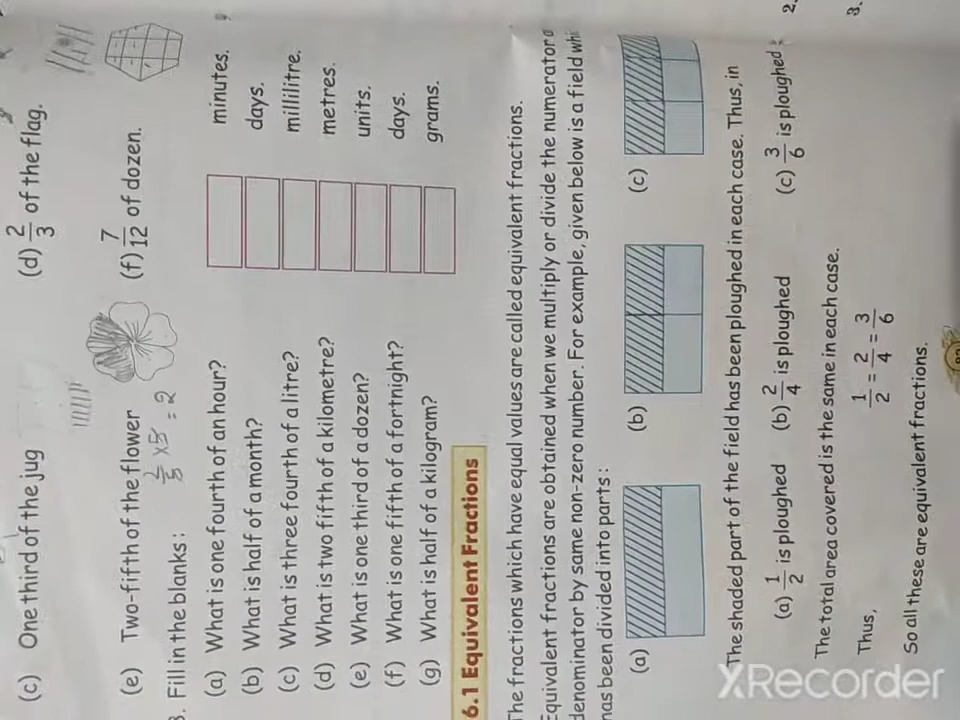 (c) One third of the jug (d) 2/3 of the flag.
(e) Two-fifth of the flower (f) 7/12 of dozen.
× 5 = 2
3. Fill in the blanks :
(a) What is one fourth of an hour? minutes.
(b) What is half of a month? days.
(c) What is three fourth of a litre? millilitre.
(d) What is two fifth of a kilometre? metres.
(e) What is one third of a dozen? units.
(f) What is one fifth of a fortnight? days.
(g) What is half of a kilogram? grams.
6.1 Equivalent Fractions
The fractions which have equal values are called equivalent fractions.
Equivalent fractions are obtained when we multiply or divide the numerator
denominator by same non-zero number. For example, given below is a field
has been divided into parts :
(a) (b) (c)
The shaded part of the field has been ploughed in each case. Thus, in
(a) 1/2 is ploughed (b) 2/4 is ploughed (c) 3/6 is ploughed
The total area covered is the same in each case.
Thus, 1/2 = 2/4 = 3/6
So all these are equivalent fractions.
2.
3.
XRecorder